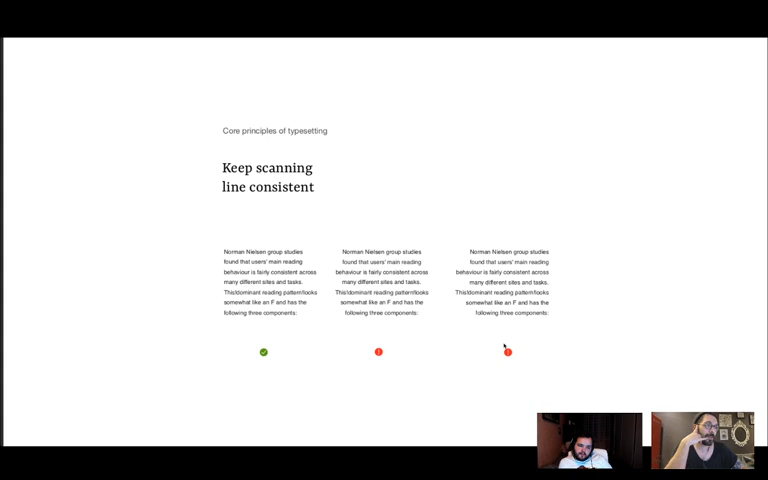 Core principles of typesetting
Keep scanning
line consistent
Norman Nielsen group studies
found that users' main reading
behaviour is fairly consistent across
many different sites and tasks.
This!dominant reading pattern!looks
somewhat like an F and has the
following three components:
Norman Nielsen group studies
found that users' main reading
behaviour is fairly consistent across
many different sites and tasks.
This!dominant reading pattern!looks
somewhat like an F and has the
following three components:
Norman Nielsen group studies
found that users' main reading
behaviour is fairly consistent across
many different sites and tasks.
This!dominant reading pattern!looks
somewhat like an F and has the
following three components: